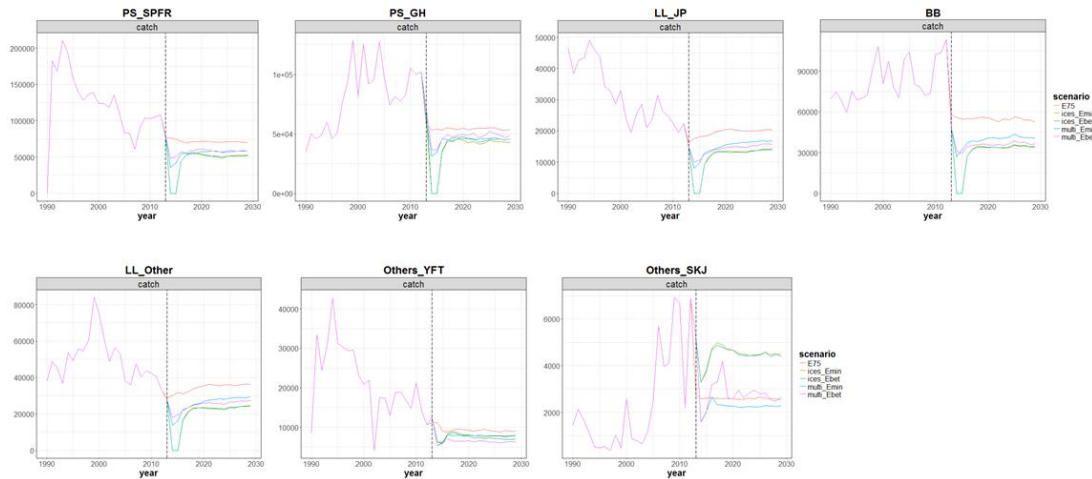 PS_SPFR
catch
200000
150000
100000
50000
0
1990
2000
2010
2020
2030
year
PS_GH
catch
1e+05
5e+04
0e+00
1990
2000
2010
2020
2030
year
LL_JP
catch
50000
40000
30000
20000
10000
0
1990
2000
2010
2020
2030
year
BB
catch
90000
60000
30000
0
1990
2000
2010
2020
2030
year
scenario
E75
ices_Emin
ices_Ebet
multi_Emin
multi_Ebet
LL_Other
catch
80000
60000
40000
20000
0
1990
2000
2010
2020
2030
year
Others_YFT
catch
40000
30000
20000
10000
1990
2000
2010
2020
2030
year
Others_SKJ
catch
6000
4000
2000
1990
2000
2010
2020
2030
year
scenario
E75
ices_Emin
ices_Ebet
multi_Emin
multi_Ebet